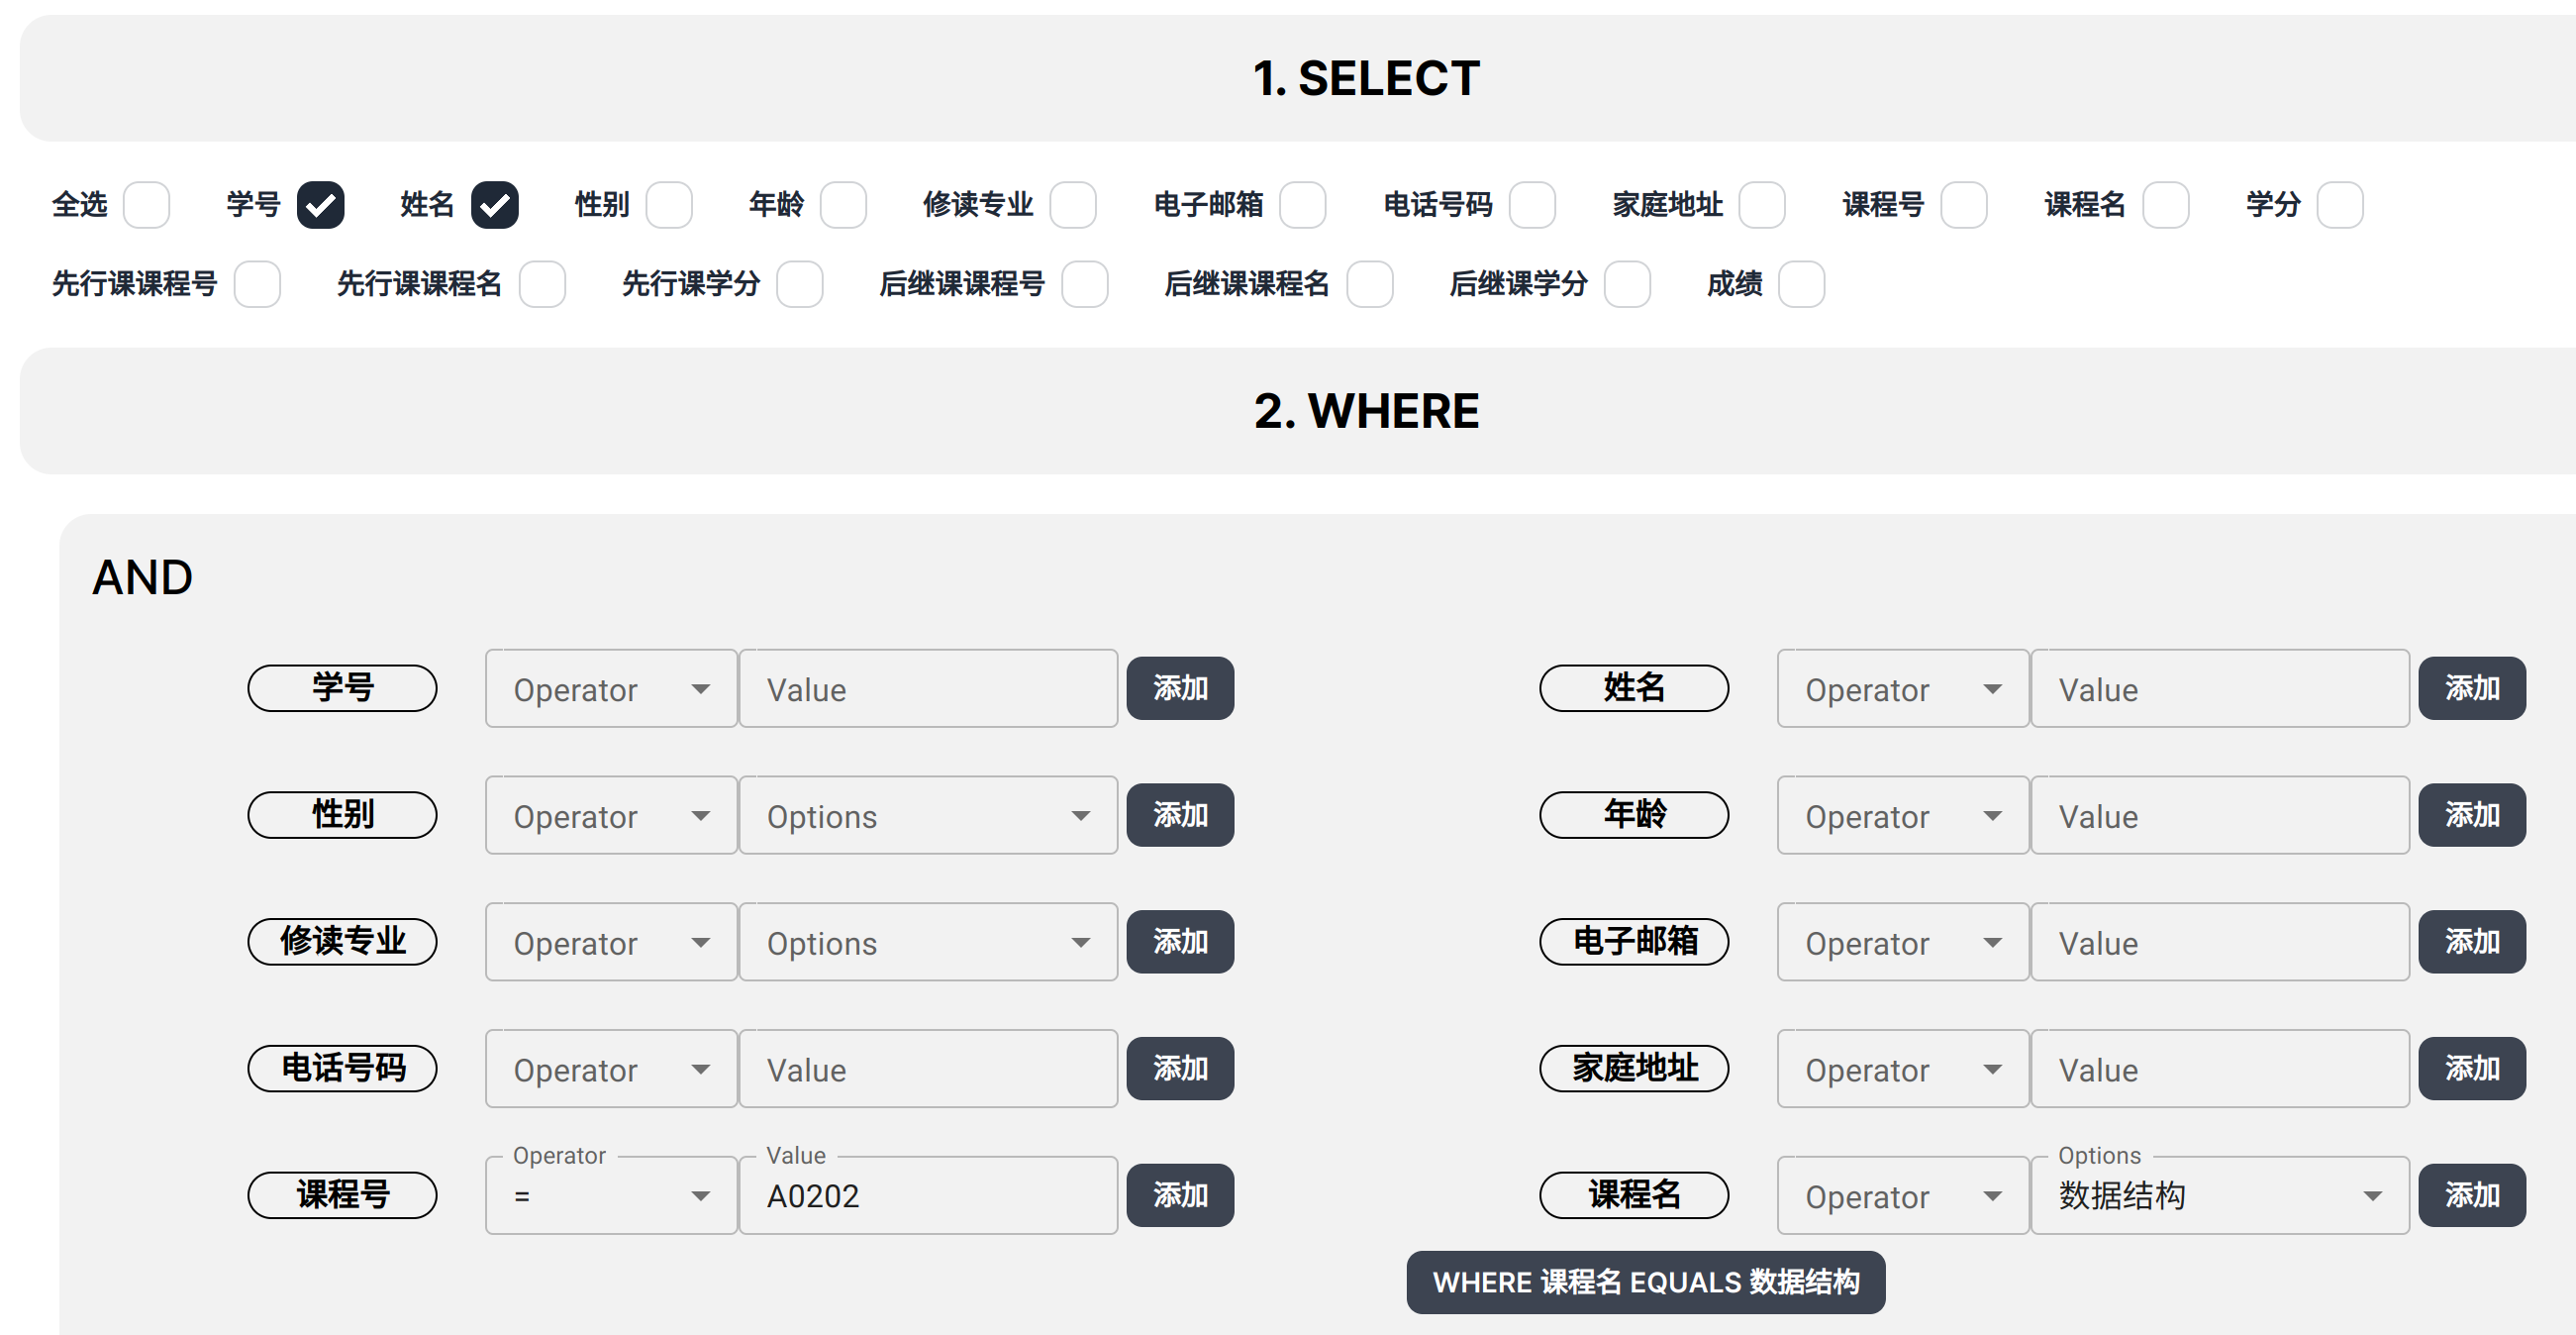 1. SELECT
全选 学号 姓名 性别 年龄 修读专业 电子邮箱 电话号码 家庭地址 课程号 课程名 学分
先行课课程号 先行课课程名 先行课学分 后继课课程号 后继课课程名 后继课学分 成绩
2. WHERE
AND
学号 Operator Value 添加 姓名 Operator Value 添加
性别 Operator Options 添加 年龄 Operator Value 添加
修读专业 Operator Options 添加 电子邮箱 Operator Value 添加
电话号码 Operator Value 添加 家庭地址 Operator Value 添加
Operator Value Options
课程号 = A0202 添加 课程名 Operator 数据结构 添加
WHERE 课程名 EQUALS 数据结构